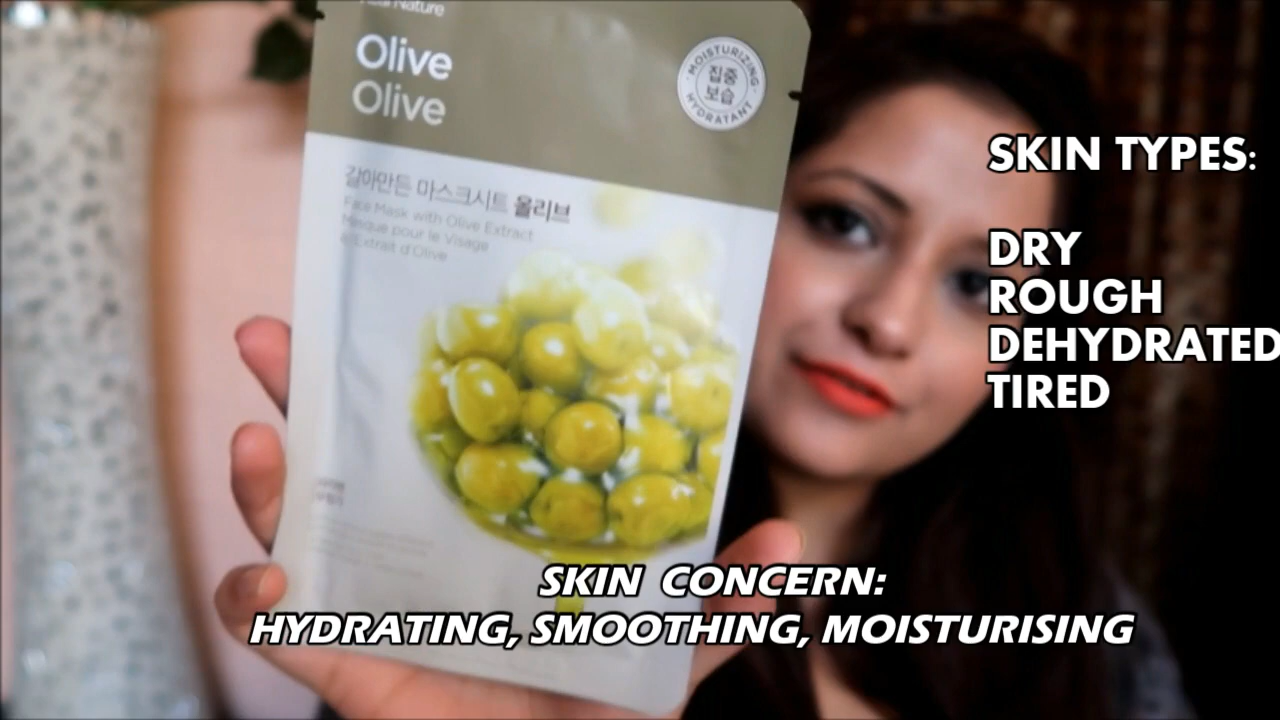 Real Nature
Olive
Olive
MOISTURIZING
집중
보습
HYDRATANT
갈아만든 마스크시트 올리브
Face Mask with Olive Extract
Masque pour le Visage
à l'Extrait d'Olive
SKIN TYPES:
DRY
ROUGH
DEHYDRATED
TIRED
SKIN CONCERN:
HYDRATING, SMOOTHING, MOISTURISING